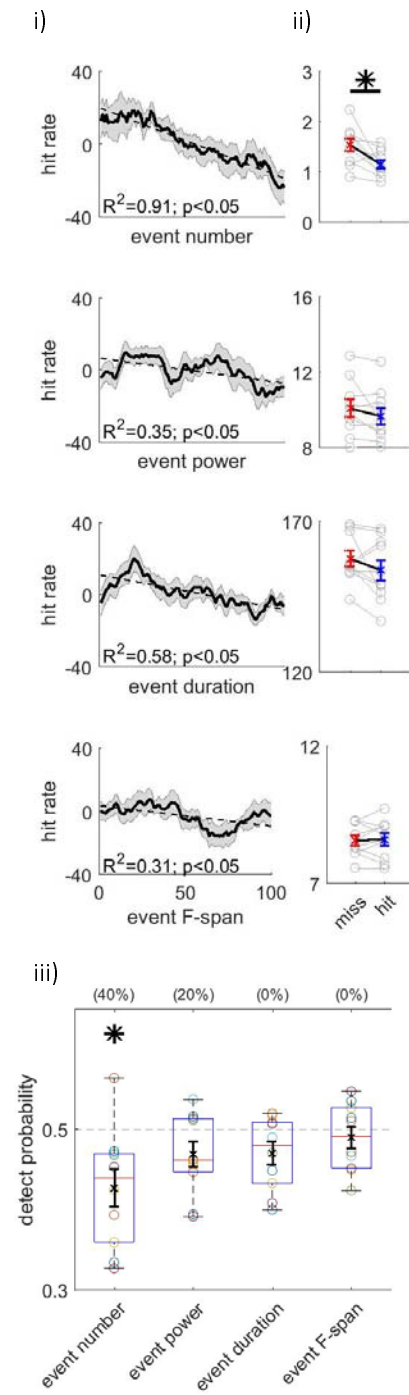 i)
ii)
40
0
-40
hit rate
R²=0.91; p<0.05
event number
3
2
1
0
*
40
0
-40
hit rate
R²=0.35; p<0.05
event power
16
12
8
40
0
-40
hit rate
R²=0.58; p<0.05
event duration
170
120
40
0
-40
hit rate
R²=0.31; p<0.05
0 50 100
event F-span
12
7
miss hit
iii)
(40%) (20%) (0%) (0%)
*
detect probability
0.5
0.3
event number
event power
event duration
event F-span